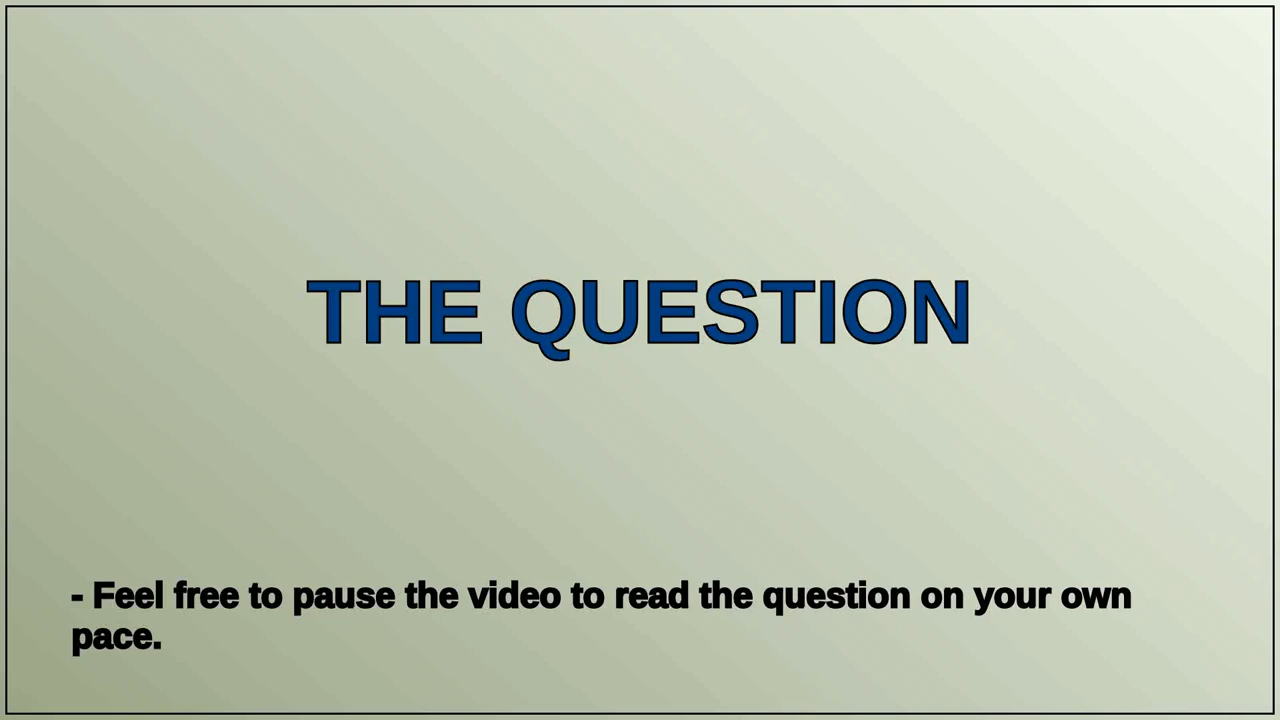 THE QUESTION
- Feel free to pause the video to read the question on your own
pace.